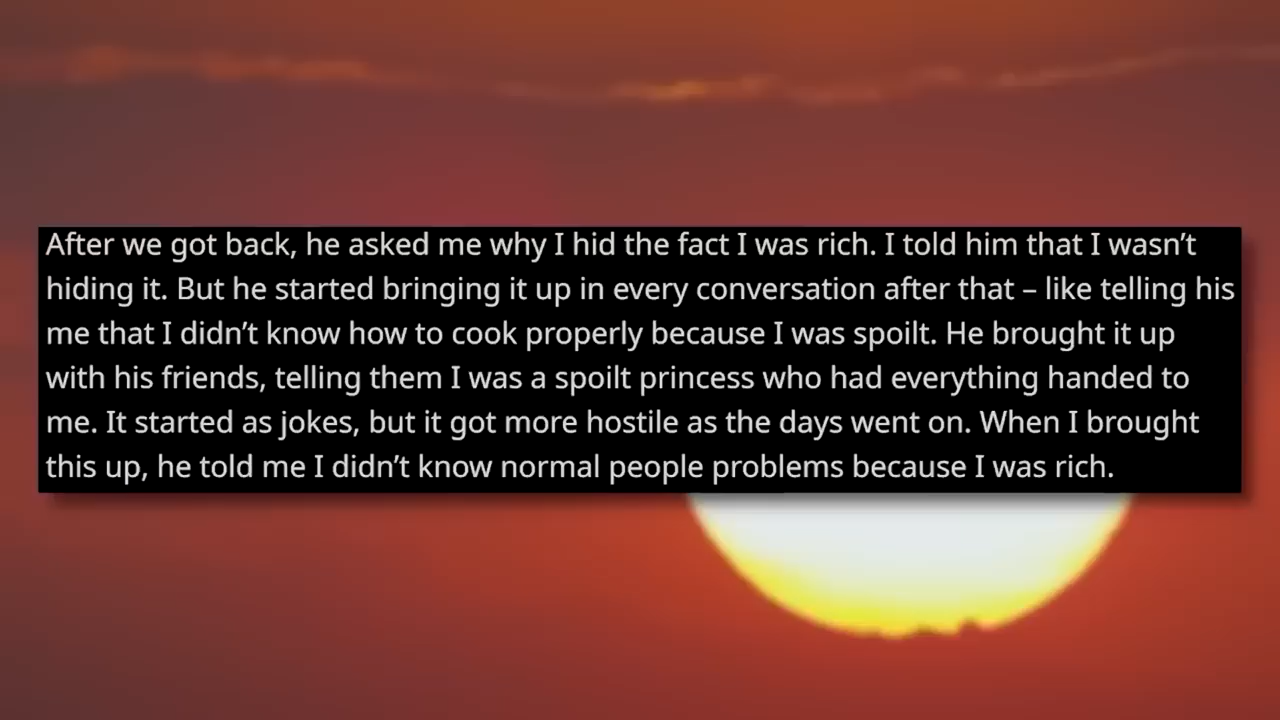 After we got back, he asked me why I hid the fact I was rich. I told him that I wasn’t
hiding it. But he started bringing it up in every conversation after that – like telling his
me that I didn’t know how to cook properly because I was spoilt. He brought it up
with his friends, telling them I was a spoilt princess who had everything handed to
me. It started as jokes, but it got more hostile as the days went on. When I brought
this up, he told me I didn’t know normal people problems because I was rich.